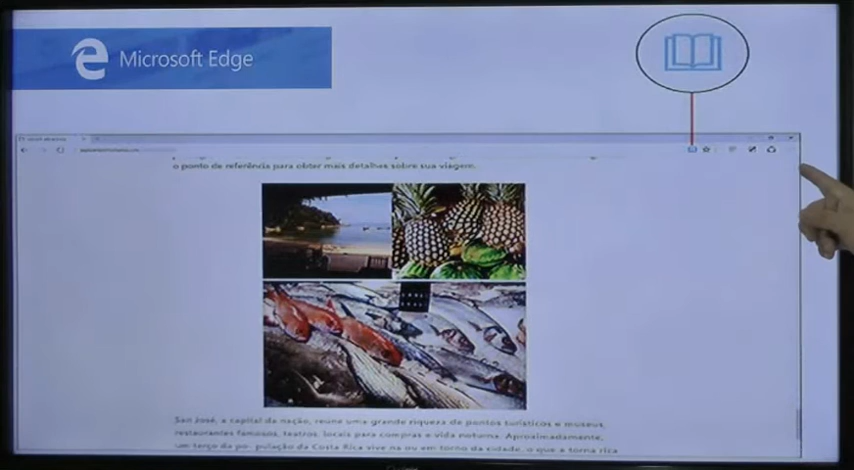 Microsoft Edge
o ponto de referência para obter mais detalhes sobre sua viagem.
San José, a capital da nação, reúne uma grande riqueza de pontos turísticos e museus,
restaurantes famosos, teatros, locais para compras e vida noturna. Aproximadamente,
um terço da po- pulação da Costa Rica vive na ou em torno da cidade, o que a torna rica